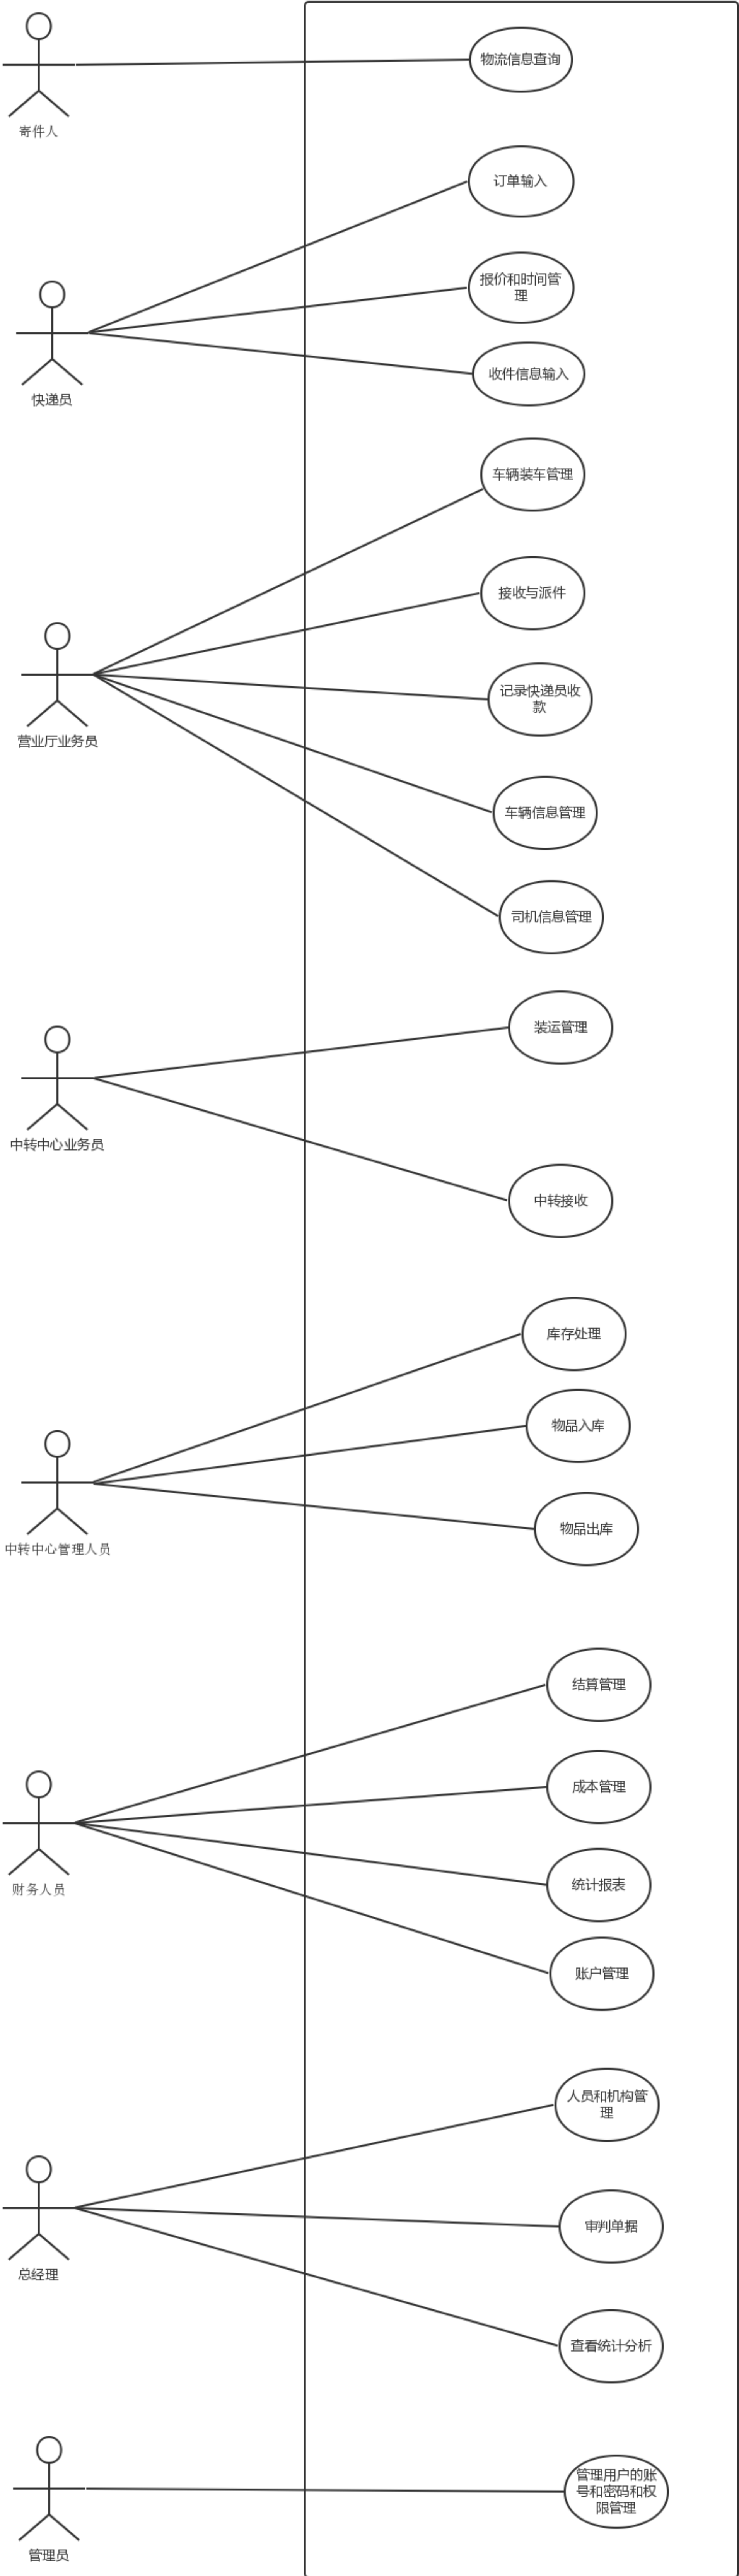 物流信息查询
寄件人
订单输入
报价和时间管
理
收件信息输入
快递员
车辆装车管理
接收与派件
记录快递员收
款
营业厅业务员
车辆信息管理
司机信息管理
装运管理
中转中心业务员
中转接收
库存处理
物品入库
物品出库
中转中心管理人员
结算管理
成本管理
统计报表
财务人员
账户管理
人员和机构管
理
审判单据
总经理
查看统计分析
管理用户的账
号和密码和权
限管理
管理员